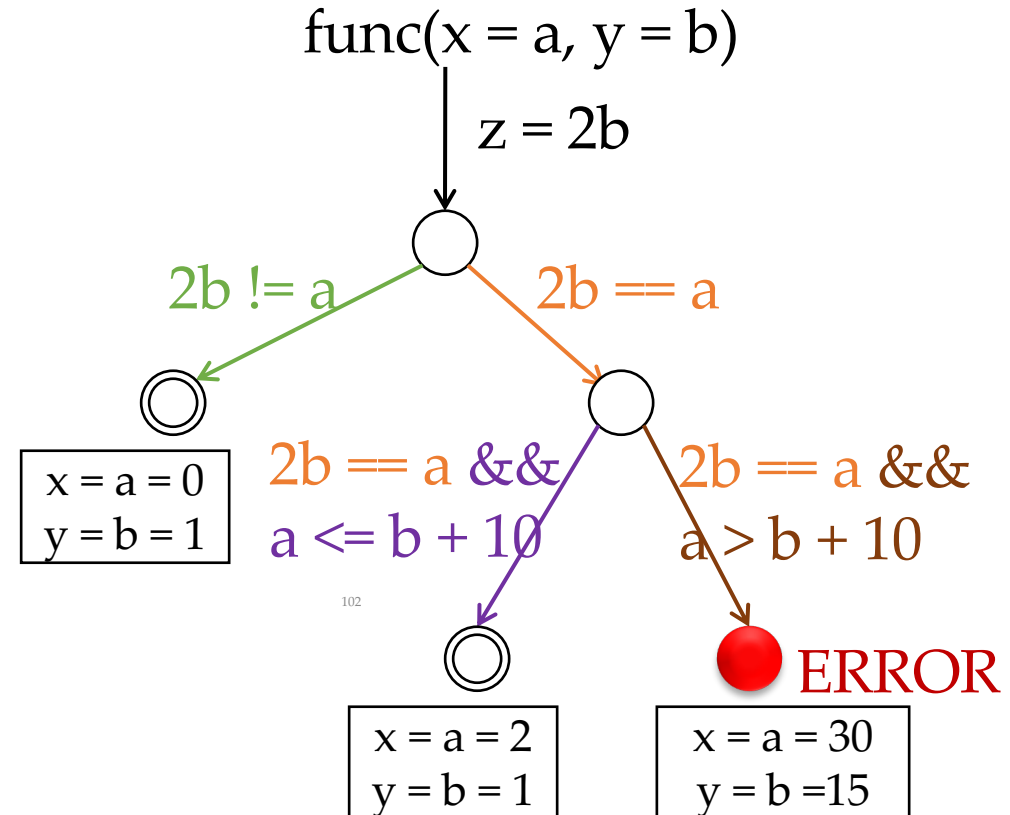 func(x = a, y = b)
z = 2b
2b != a
2b == a
x = a = 0
y = b = 1
2b == a &&
a <= b + 10
2b == a &&
a > b + 10
102
ERROR
x = a = 2
y = b = 1
x = a = 30
y = b =15